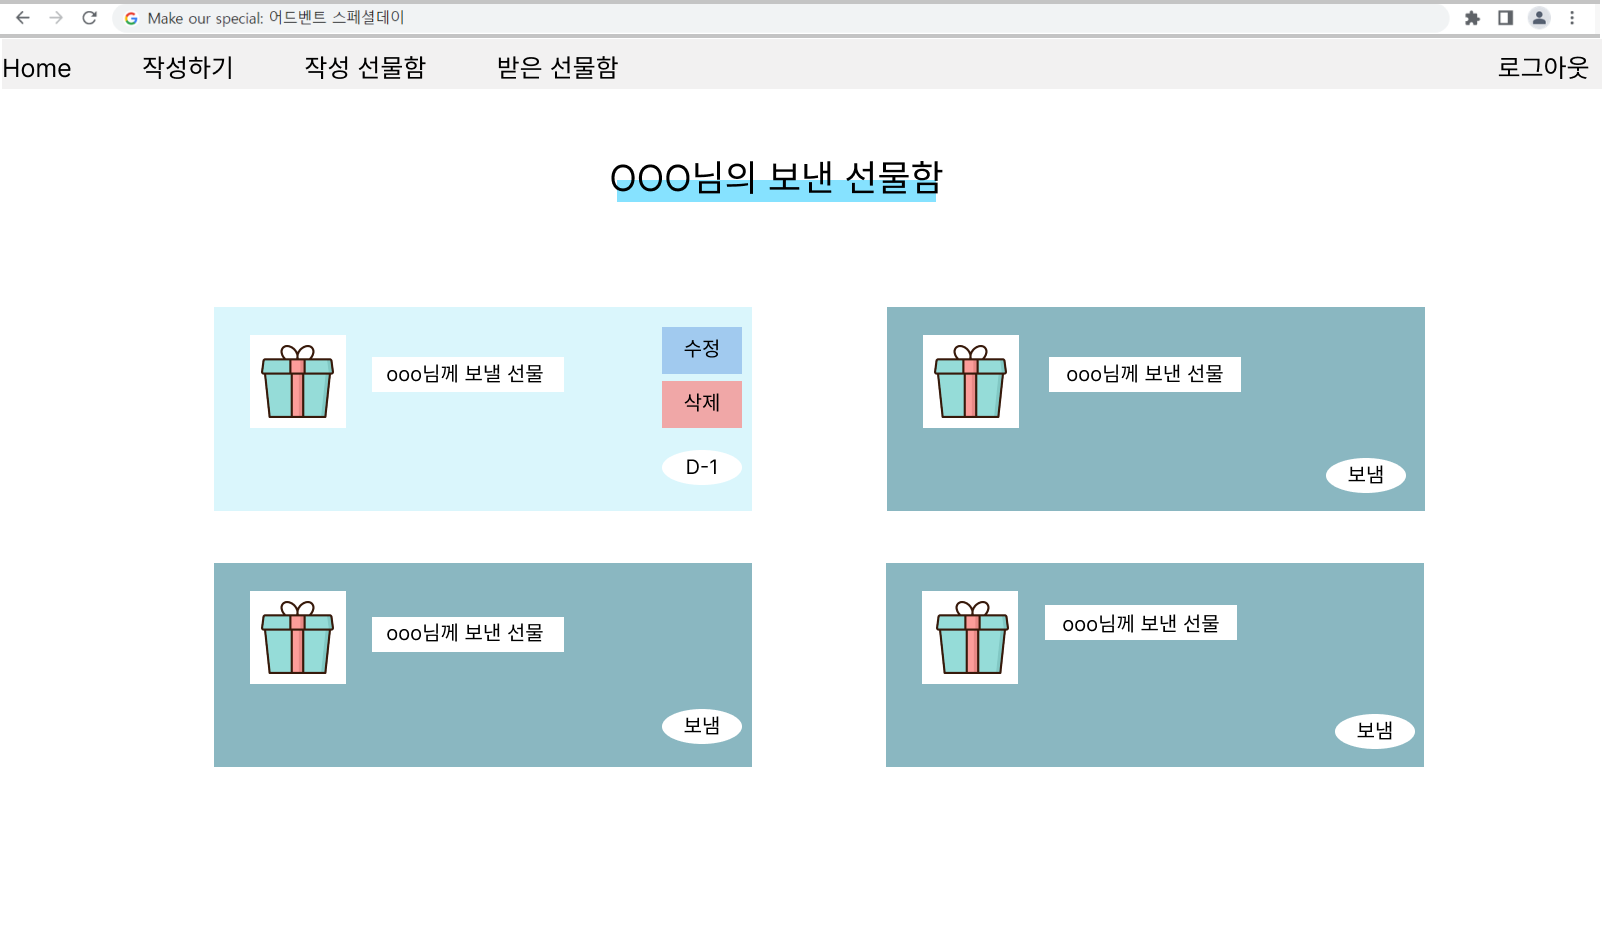 Make our special: 어드벤트 스페셜데이
Home 작성하기 작성 선물함 받은 선물함 로그아웃
OOO님의 보낸 선물함
ooo님께 보낼 선물
수정
삭제
D-1
ooo님께 보낸 선물
보냄
ooo님께 보낸 선물
보냄
ooo님께 보낸 선물
보냄